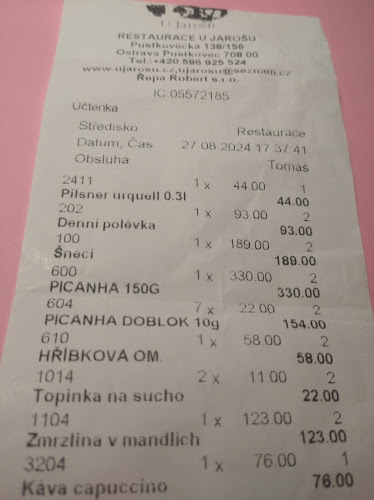 U Jarošů
RESTAURACE U JAROŠU
Pustkovecká 138/156
Ostrava Pustkovec 708 00
Tel.:+420 596 925 524
www.ujarosu.cz,ujarosu@seznam.cz
Řepa Robert s.r.o.
IC:05572185
Účtenka
Středisko Restaurace
Datum, Čas 27.08.2024 17:37:41
Obsluha Tomáš
2411 1 x 44.00 1
Pilsner urquell 0.3l 44.00
202 1 x 93.00 2
Denní polévka 93.00
100 1 x 189.00 2
Šneci 189.00
600 1 x 330.00 2
PICANHA 150G 330.00
604 7 x 22.00 2
PICANHA DOBLOK 10g 154.00
610 1 x 58.00 2
HŘÍBKOVÁ OM. 58.00
1014 2 x 11.00 2
Topinka na sucho 22.00
1104 1 x 123.00 2
Zmrzlina v mandlich 123.00
3204 1 x 76.00 1
Káva capuccino 76.00